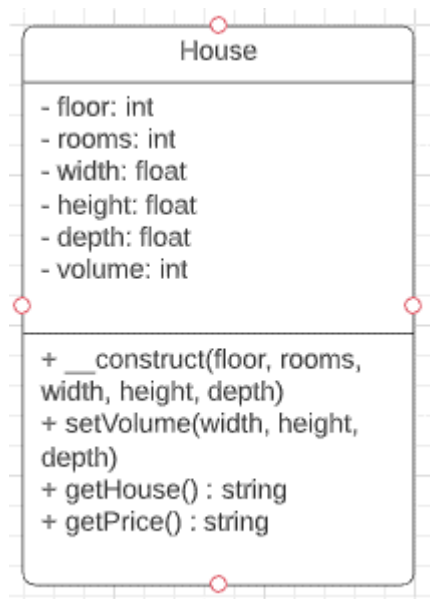 House
- floor: int
- rooms: int
- width: float
- height: float
- depth: float
- volume: int
+ __construct(floor, rooms,
width, height, depth)
+ setVolume(width, height,
depth)
+ getHouse() : string
+ getPrice() : string